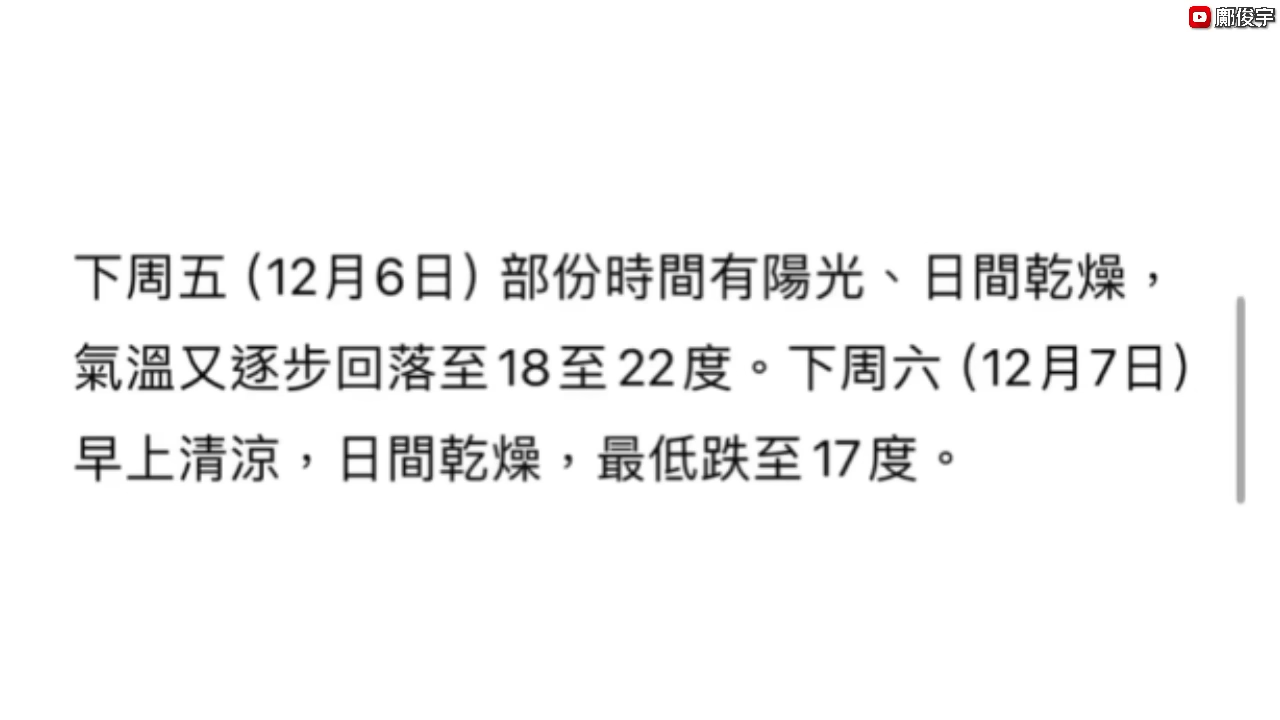 鄺俊宇
下周五（12月6日）部份時間有陽光、日間乾燥，
氣溫又逐步回落至18至22度。下周六（12月7日）
早上清涼，日間乾燥，最低跌至17度。